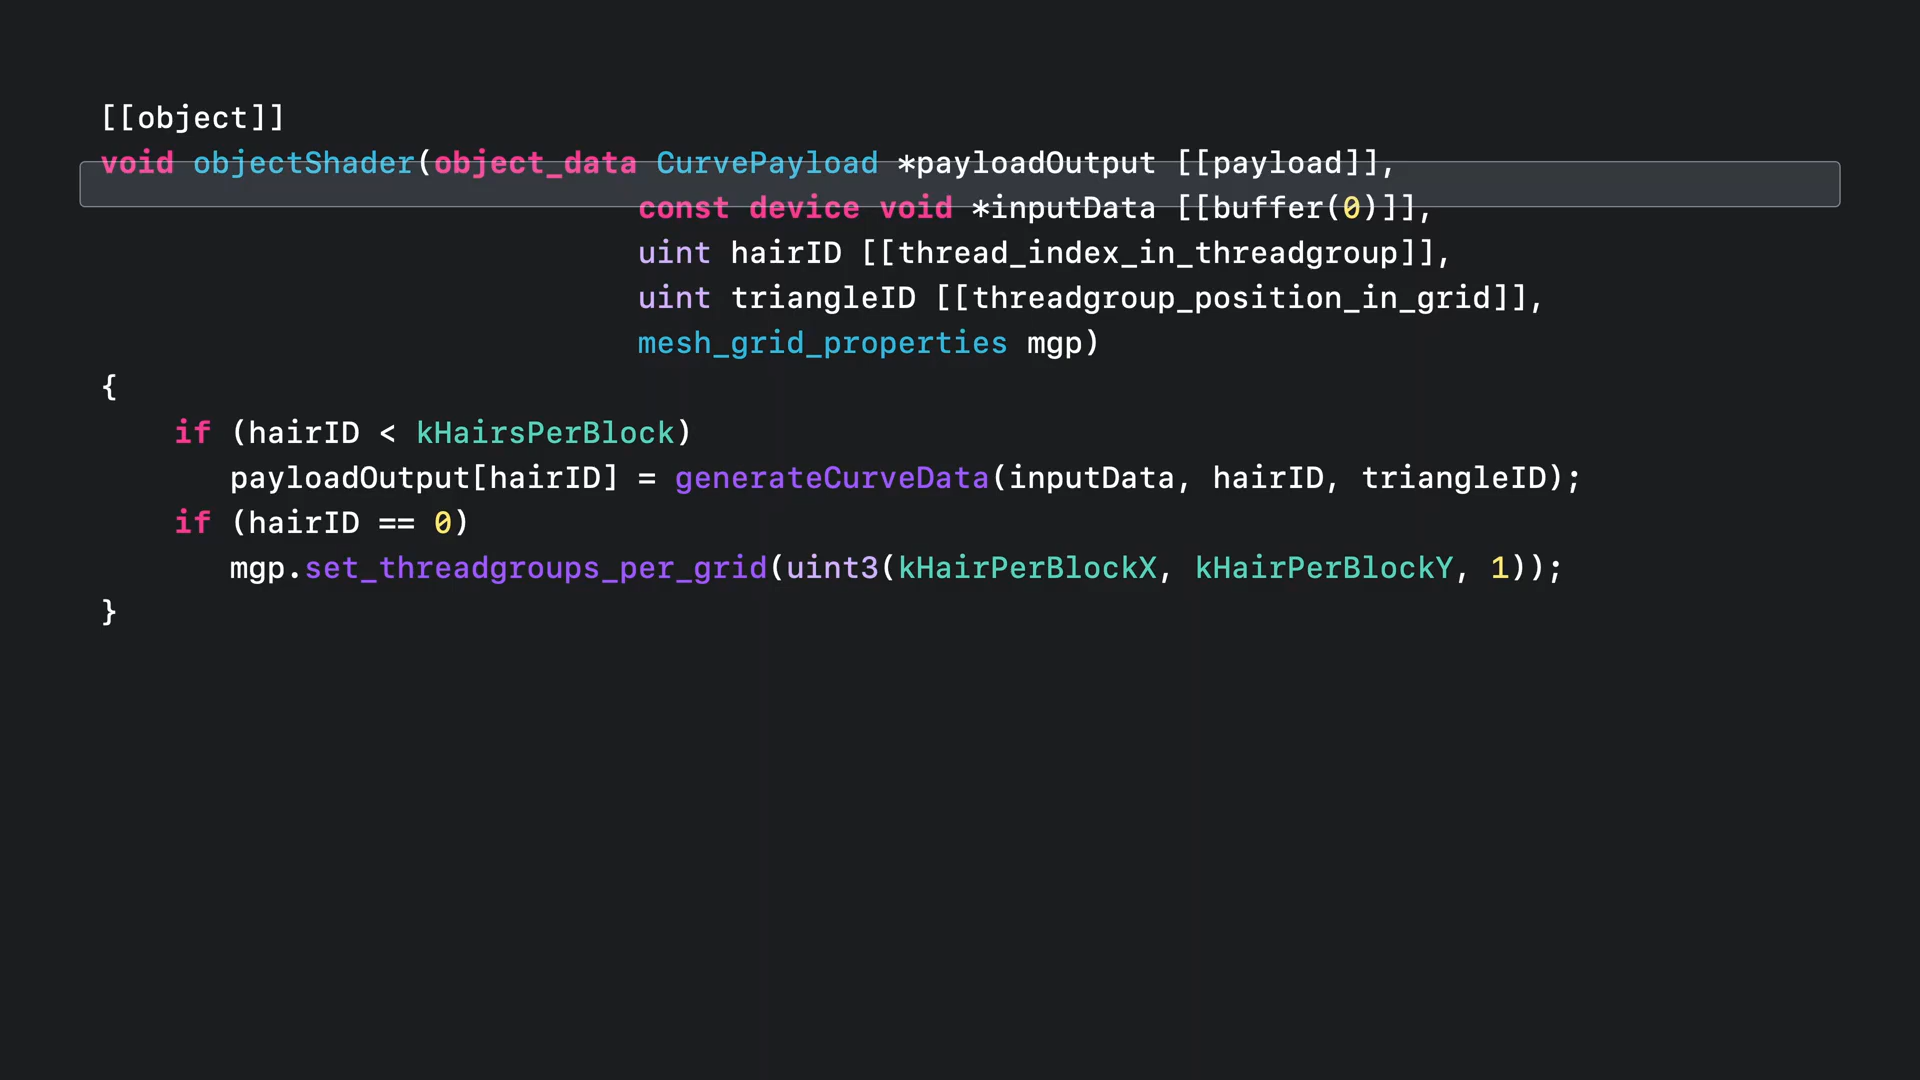 [[object]]
void objectShader(object_data CurvePayload *payloadOutput [[payload]],
const device void *inputData [[buffer(0)]],
uint hairID [[thread_index_in_threadgroup]],
uint triangleID [[threadgroup_position_in_grid]],
mesh_grid_properties mgp)
{
if (hairID < kHairsPerBlock)
payloadOutput[hairID] = generateCurveData(inputData, hairID, triangleID);
if (hairID == 0)
mgp.set_threadgroups_per_grid(uint3(kHairPerBlockX, kHairPerBlockY, 1));
}